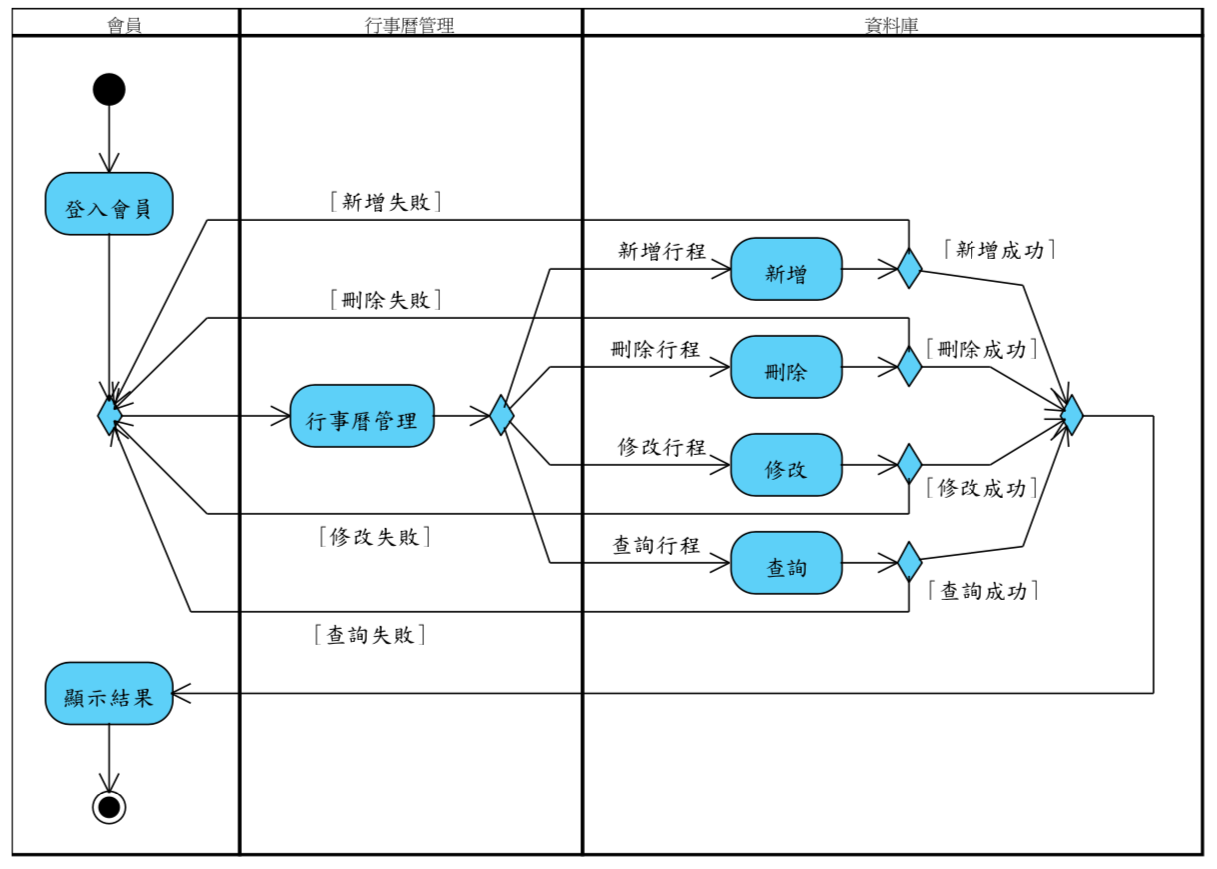 會員
行事曆管理
資料庫
登入會員
[新增失敗]
新增行程
新增
[新增成功]
[刪除失敗]
刪除行程
刪除
[刪除成功]
行事曆管理
修改行程
修改
[修改成功]
[修改失敗]
查詢行程
查詢
[查詢成功]
[查詢失敗]
顯示結果